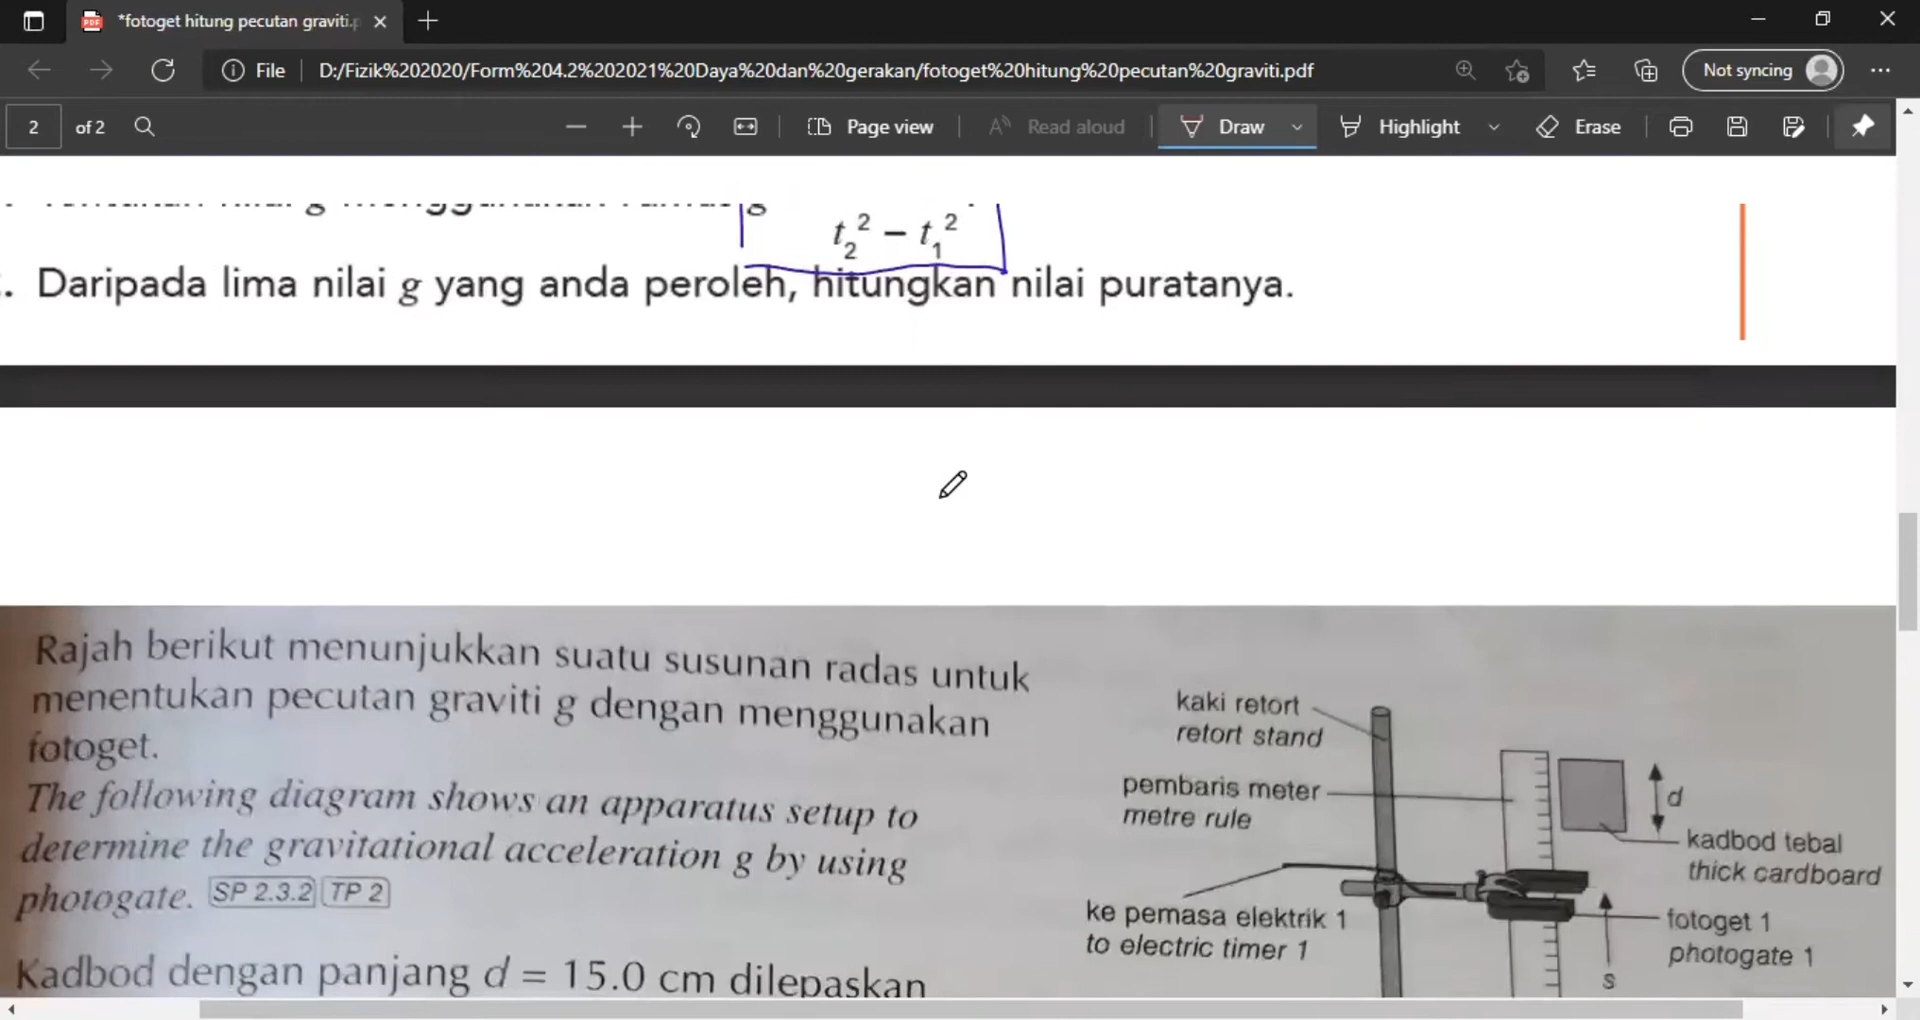 *fotoget hitung pecutan graviti.p
File D:/Fizik%202020/Form%204.2%202021%20Daya%20dan%20gerakan/fotoget%20hitung%20pecutan%20graviti.pdf Not syncing
2 of 2 Page view Read aloud Draw Highlight Erase
g
t₂² – t₁²
. Daripada lima nilai g yang anda peroleh, hitungkan nilai puratanya.
Rajah berikut menunjukkan suatu susunan radas untuk
menentukan pecutan graviti g dengan menggunakan
fotoget.
The following diagram shows an apparatus setup to
determine the gravitational acceleration g by using
photogate. SP 2.3.2 TP 2
Kadbod dengan panjang d = 15.0 cm dilepaskan
kaki retort
retort stand
pembaris meter
metre rule
d
kadbod tebal
thick cardboard
ke pemasa elektrik 1
to electric timer 1
fotoget 1
photogate 1
s